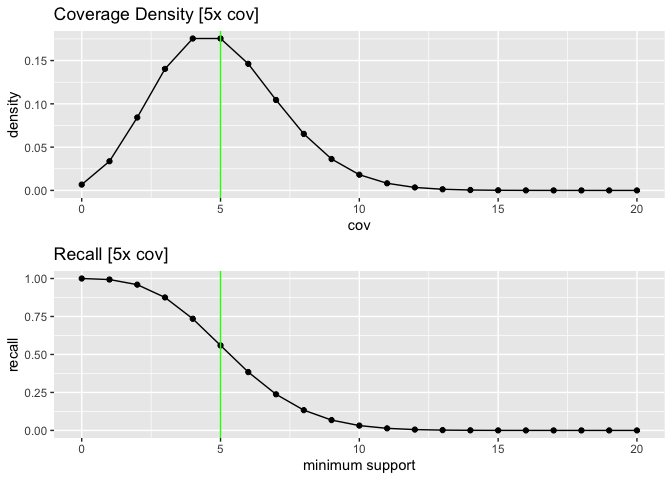 Coverage Density [5x cov]
0.15
0.10
0.05
0.00
density
0 5 10 15 20
cov
Recall [5x cov]
1.00
0.75
0.50
0.25
0.00
recall
0 5 10 15 20
minimum support